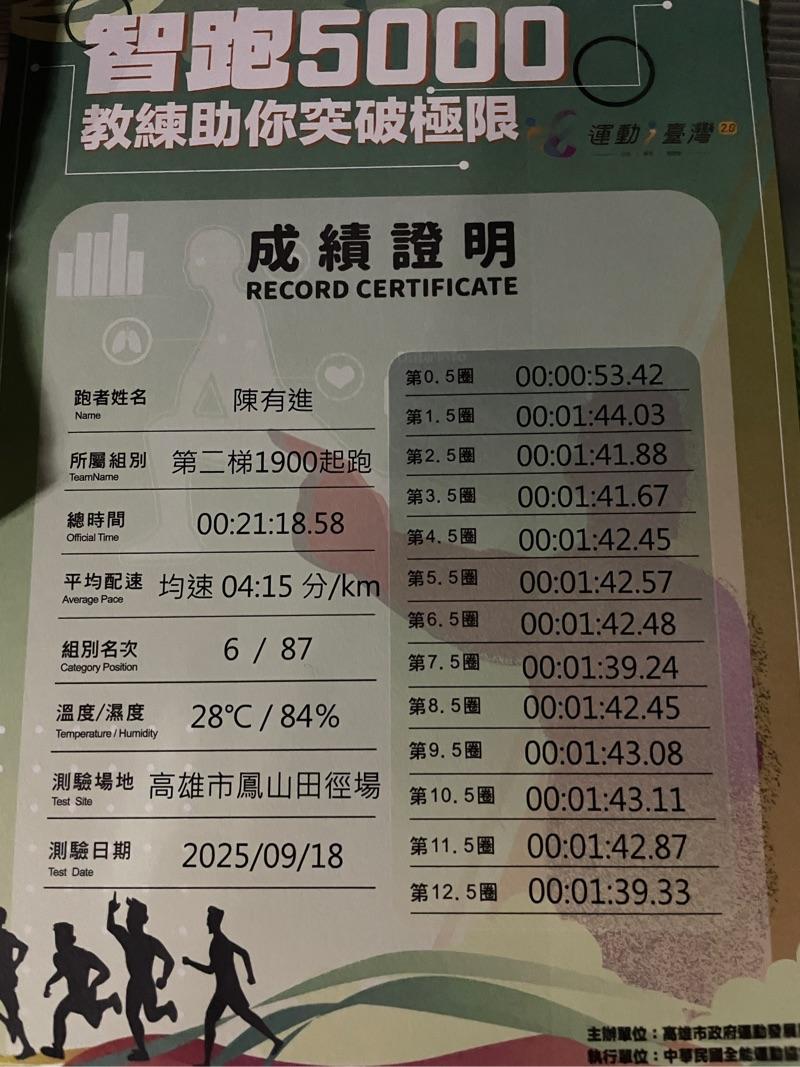 智跑5000
教練助你突破極限
運動i臺灣 2.0
成績證明
RECORD CERTIFICATE
跑者姓名 陳有進
Name
所屬組別 第二梯1900起跑
TeamName
總時間 00:21:18.58
Official Time
平均配速 均速 04:15 分/km
Average Pace
組別名次 6 / 87
Category Position
溫度/濕度 28℃ / 84%
Temperature / Humidity
測驗場地 高雄市鳳山田徑場
Test Site
測驗日期 2025/09/18
Test Date
第0.5圈 00:00:53.42
第1.5圈 00:01:44.03
第2.5圈 00:01:41.88
第3.5圈 00:01:41.67
第4.5圈 00:01:42.45
第5.5圈 00:01:42.57
第6.5圈 00:01:42.48
第7.5圈 00:01:39.24
第8.5圈 00:01:42.45
第9.5圈 00:01:43.08
第10.5圈 00:01:43.11
第11.5圈 00:01:42.87
第12.5圈 00:01:39.33
主辦單位：高雄市政府運動發展
執行單位：中華民國全能運動